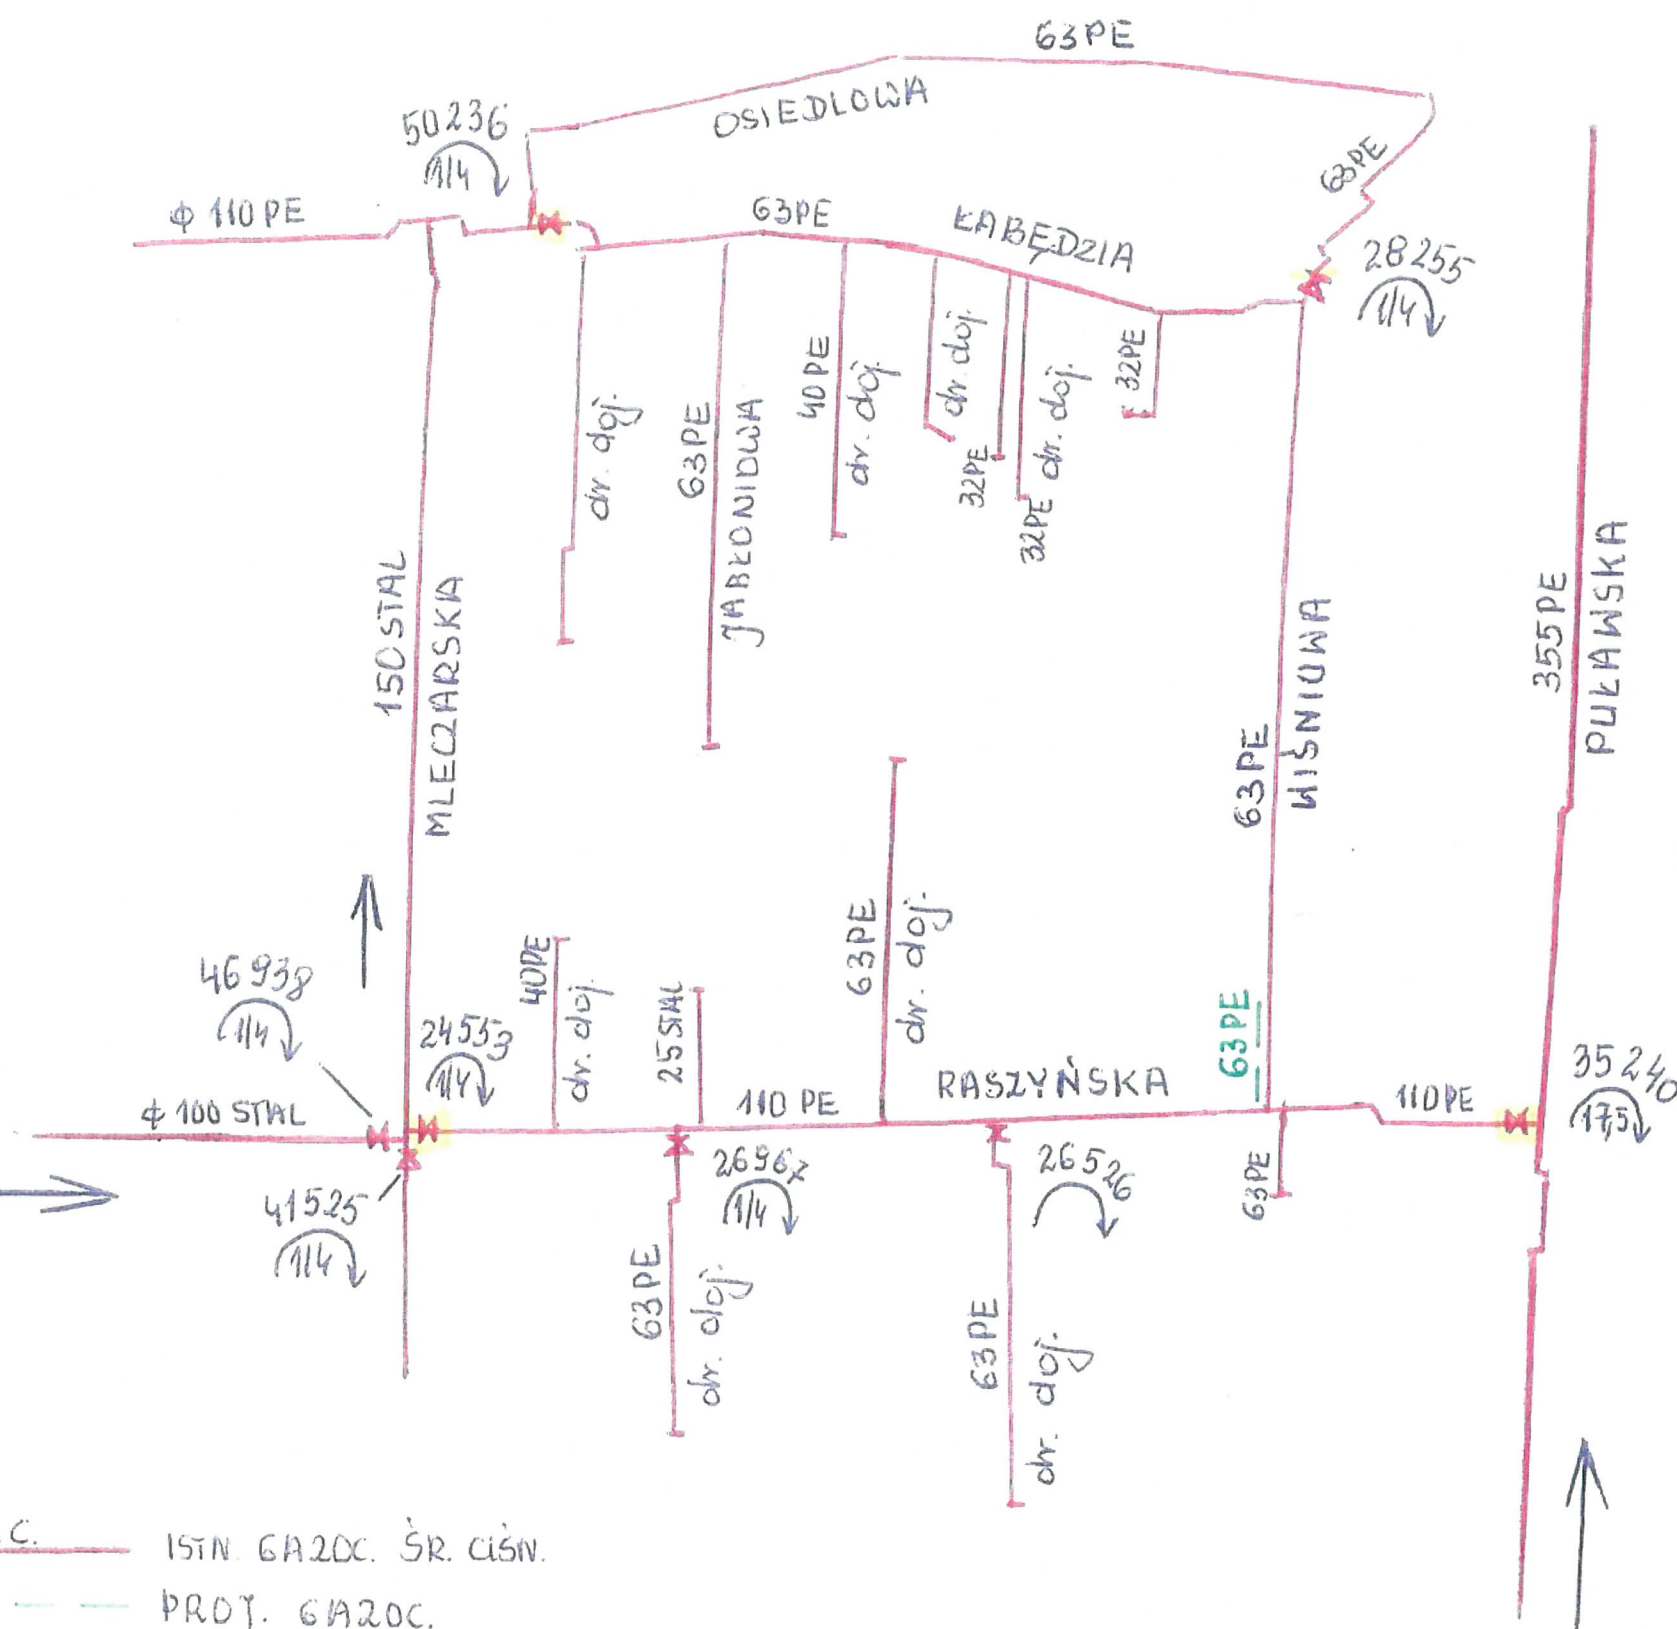 63PE
OSIEDLOWA
50236
1/4
63PE
ϕ 110 PE
63PE
ŁABĘDZIA
28255
1/4
32PE
40PE
dr. doj.
dr. doj.
32PE
32PE
dr. doj.
dr. doj.
63PE
JABŁONIOWA
150 STAL
MLECZARSKA
63PE
WIŚNIOWA
355PE
PUŁAWSKA
46938
1/4
24553
1/4
40PE
dr. doj.
25 STAL
63PE
dr. doj.
63PE
ϕ 100 STAL
110 PE
RASZYŃSKA
110PE
35240
17,5
41525
1/4
26967
1/4
26526
63PE
63PE
dr. doj.
63PE
dr. doj.
Ś.C.
ISTN. GAZOC. ŚR. CIŚN.
PROJ. GAZOC.